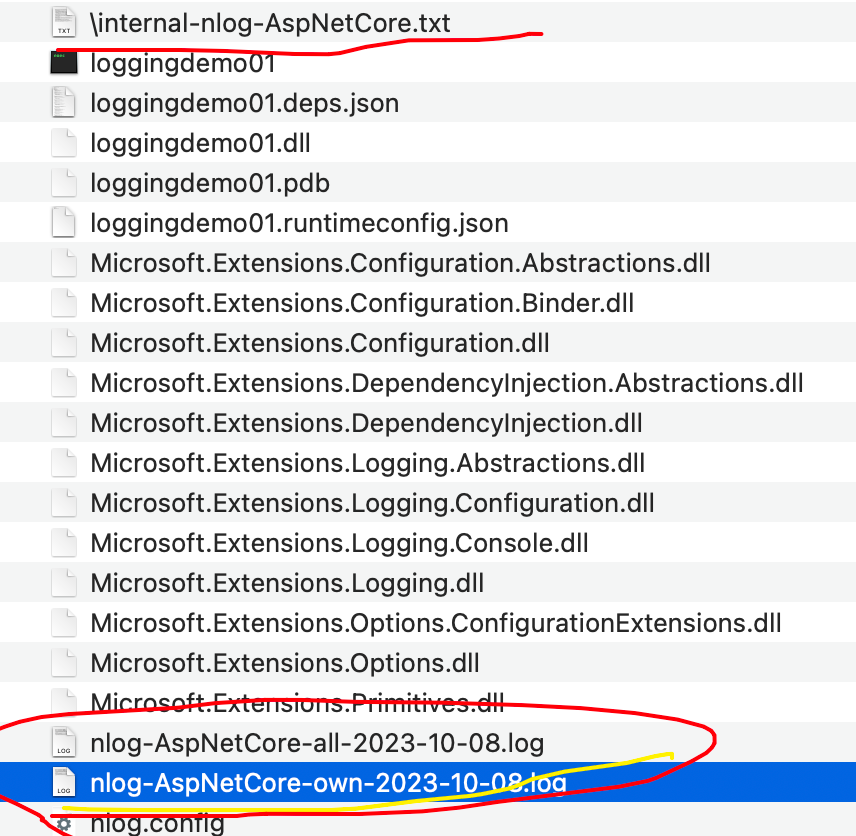 TXT
\internal-nlog-AspNetCore.txt
loggingdemo01
loggingdemo01.deps.json
loggingdemo01.dll
loggingdemo01.pdb
loggingdemo01.runtimeconfig.json
Microsoft.Extensions.Configuration.Abstractions.dll
Microsoft.Extensions.Configuration.Binder.dll
Microsoft.Extensions.Configuration.dll
Microsoft.Extensions.DependencyInjection.Abstractions.dll
Microsoft.Extensions.DependencyInjection.dll
Microsoft.Extensions.Logging.Abstractions.dll
Microsoft.Extensions.Logging.Configuration.dll
Microsoft.Extensions.Logging.Console.dll
Microsoft.Extensions.Logging.dll
Microsoft.Extensions.Options.ConfigurationExtensions.dll
Microsoft.Extensions.Options.dll
Microsoft.Extensions.Primitives.dll
LOG
nlog-AspNetCore-all-2023-10-08.log
LOG
nlog-AspNetCore-own-2023-10-08.log
nlog.config